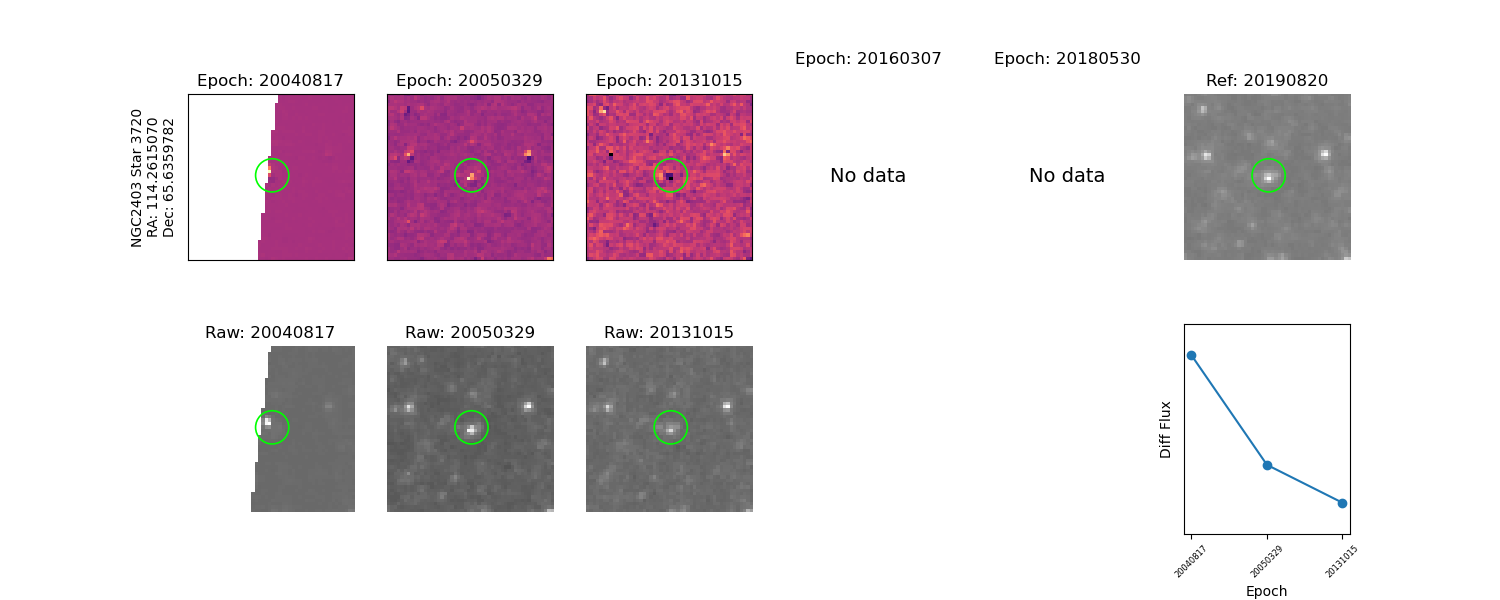 Epoch: 20040817
Epoch: 20050329
Epoch: 20131015
Epoch: 20160307
Epoch: 20180530
Ref: 20190820
NGC2403 Star 3720
RA: 114.2615070
Dec: 65.6359782
No data
No data
Raw: 20040817
Raw: 20050329
Raw: 20131015
Diff Flux
20040817
20050329
20131015
Epoch